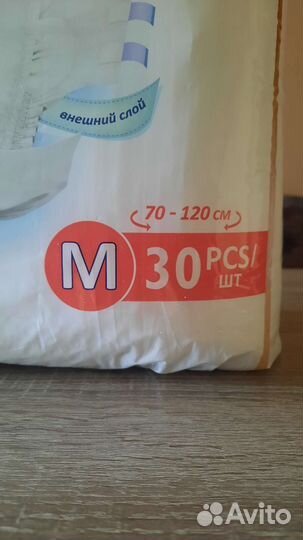 внешний слой
70 - 120 см
M 30 PCS/
шт
Avito